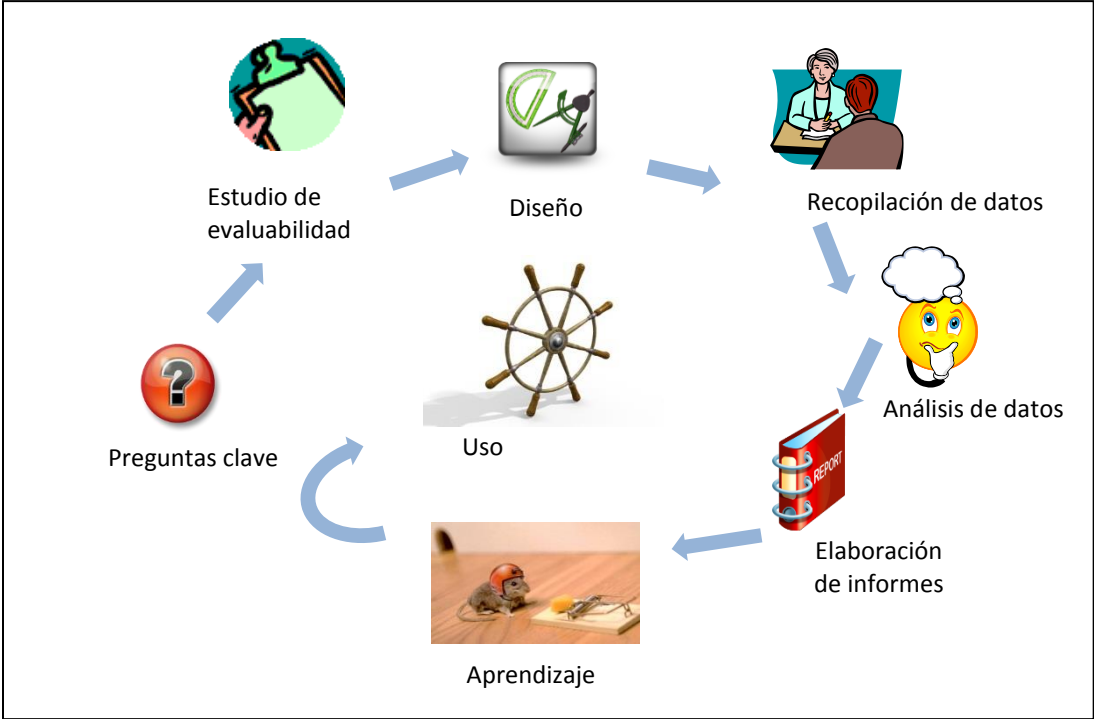 Estudio de
evaluabilidad
Diseño
Recopilación de datos
Análisis de datos
REPORT
Elaboración
de informes
Aprendizaje
Uso
Preguntas clave
?